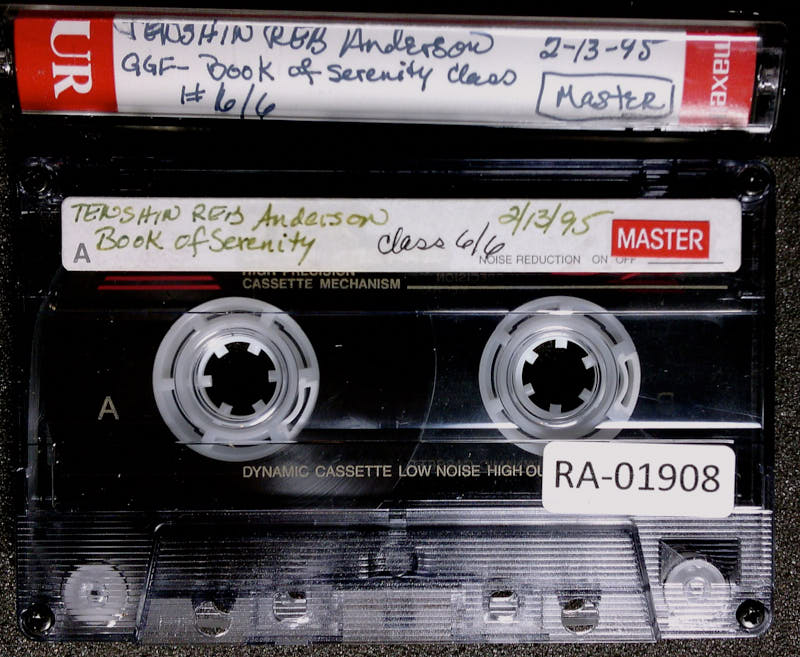 UR
TENSHIN REB Anderson 2-13-95
GGF- Book of Serenity Class
# 6/6 Master
maxe
TENSHIN REB Anderson 2/13/95
Book of Serenity class 6/6 MASTER
A NOISE REDUCTION ON OFF
HIGH PRECISION
CASSETTE MECHANISM
A
DYNAMIC CASSETTE LOW NOISE HIGH OU
RA-01908